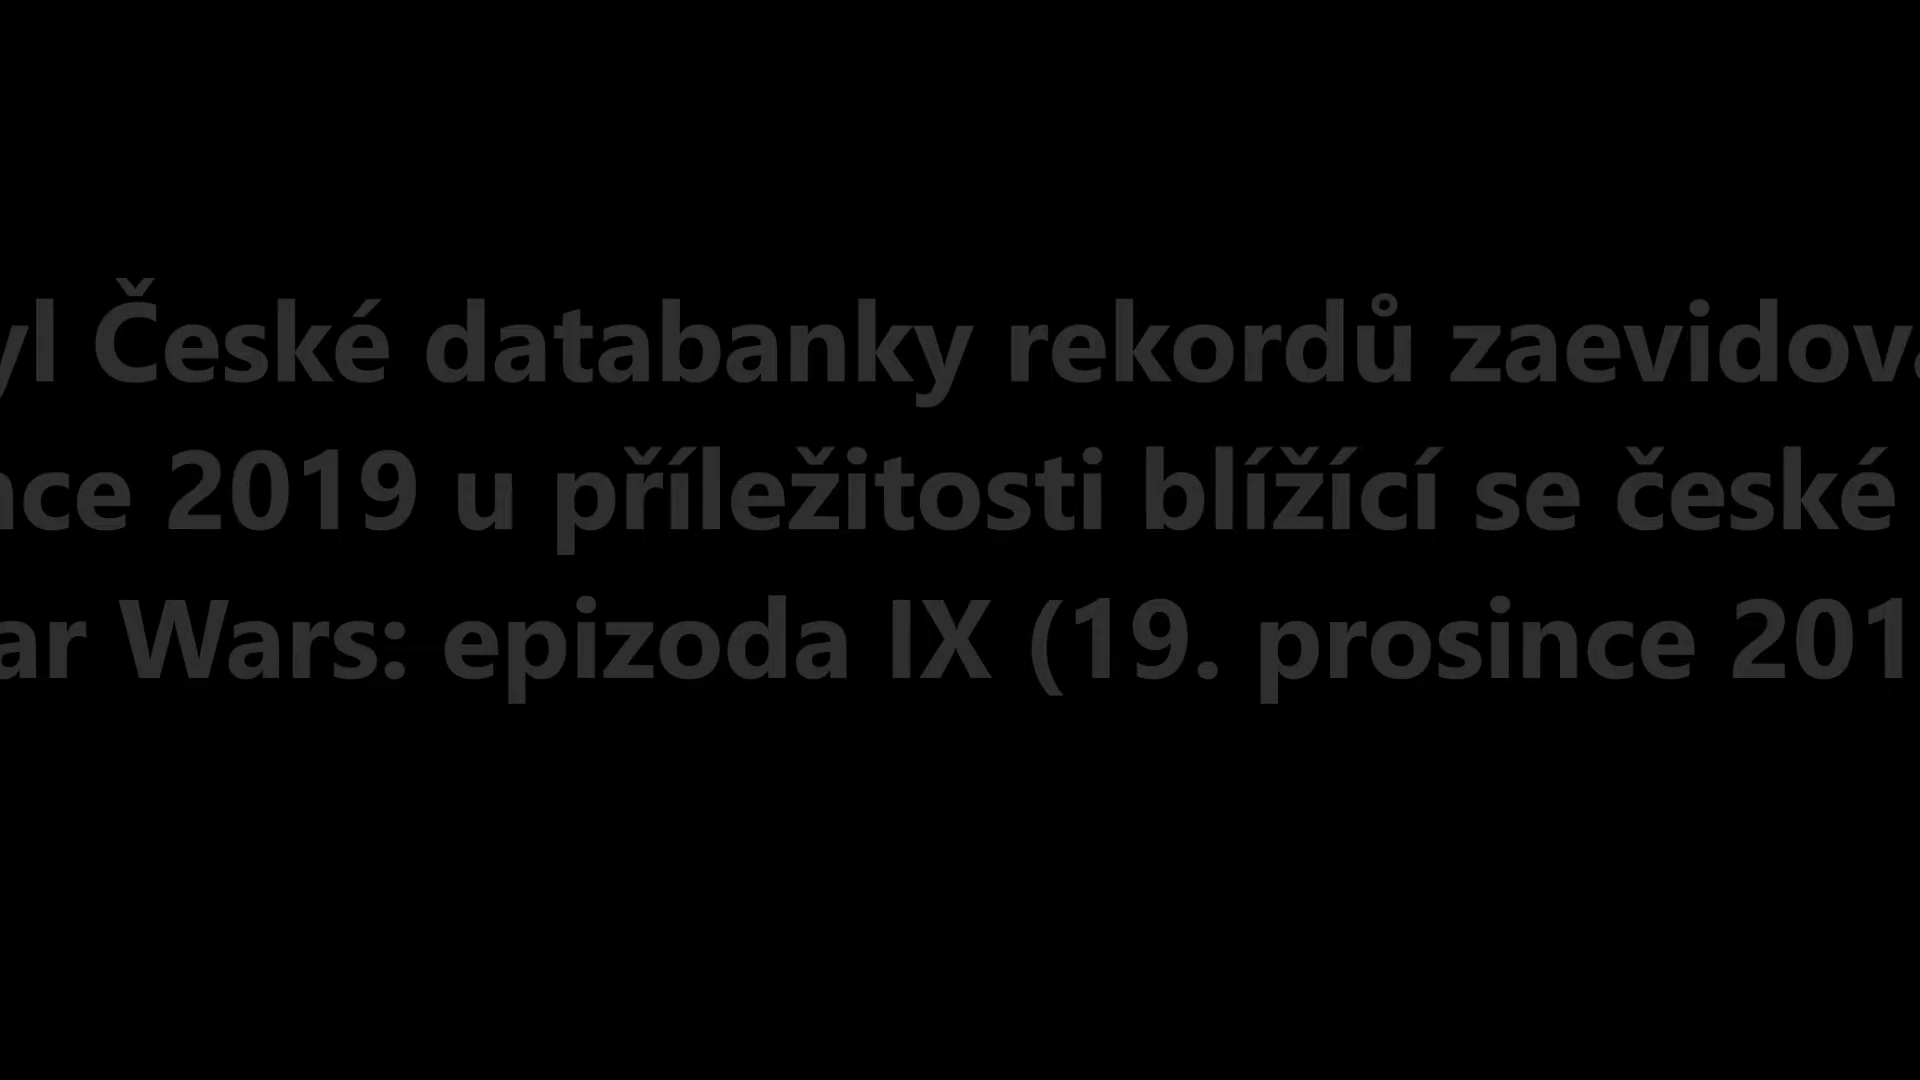 yl České databanky rekordů zaevidova
nce 2019 u příležitosti blížící se české
ar Wars: epizoda IX (19. prosince 201